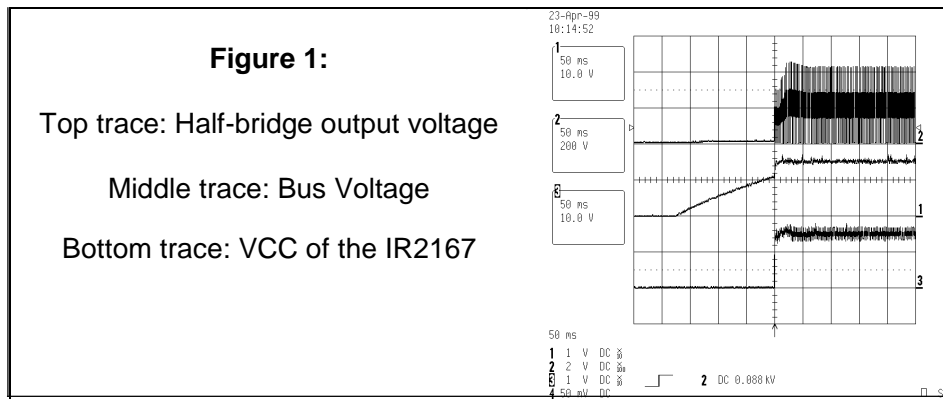 Figure 1:
Top trace: Half-bridge output voltage
Middle trace: Bus Voltage
Bottom trace: VCC of the IR2167
23-Apr-99
10:14:52
1
50 ms
10.0 V
2
50 ms
200 V
3
50 ms
10.0 V
2
1
3
50 ms
1 1 V DC
2 2 V DC
3 1 V DC
4 50 mV DC
2 DC 0.088kV